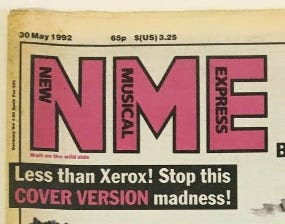 30 May 1992 65p $(US) 3.25
NME
NEW
MUSICAL
EXPRESS
Walt on the wild side
Less than Xerox! Stop this
COVER VERSION madness!